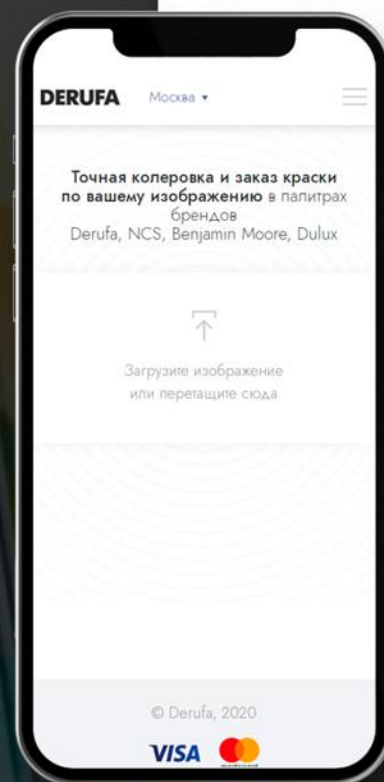 DERUFA Москва
Точная колеровка и заказ краски
по вашему изображению в палитрах
брендов
Derufa, NCS, Benjamin Moore, Dulux
Загрузите изображение
или перетащите сюда
© Derufa, 2020
VISA